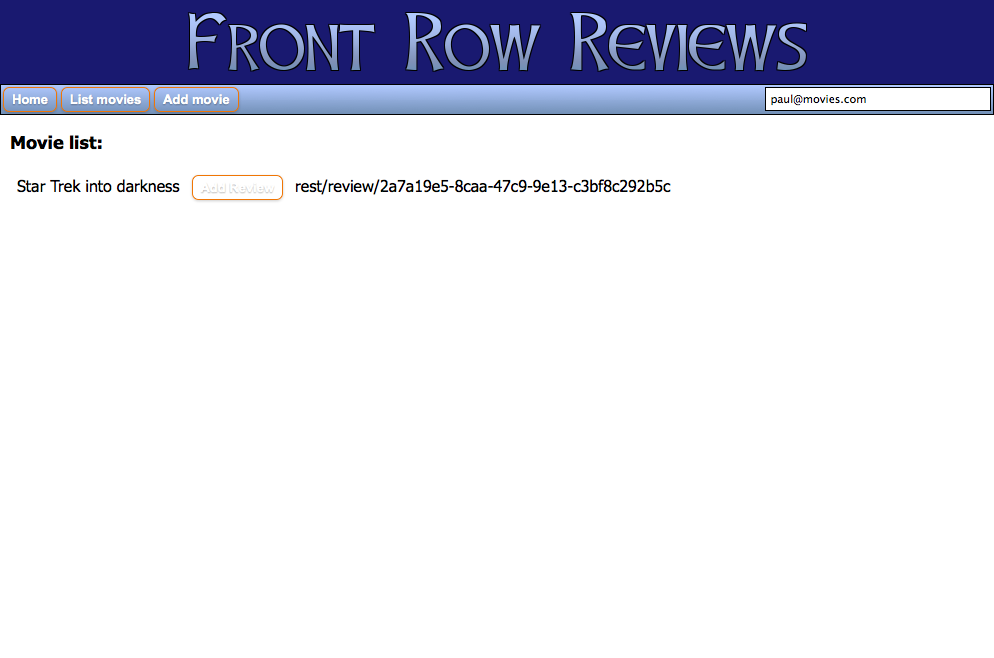 Front Row Reviews
Home List movies Add movie paul@movies.com
Movie list:
Star Trek into darkness Add Review rest/review/2a7a19e5-8caa-47c9-9e13-c3bf8c292b5c